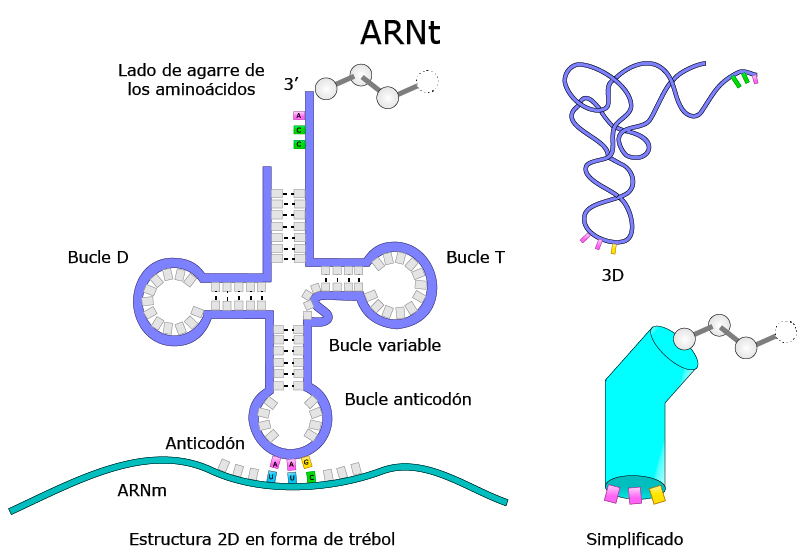 ARNt
Lado de agarre de
los aminoácidos
3’
A
C
C
Bucle D
Bucle T
3D
Bucle variable
Bucle anticodón
Anticodón
A A G
U U C
ARNm
Estructura 2D en forma de trébol
Simplificado